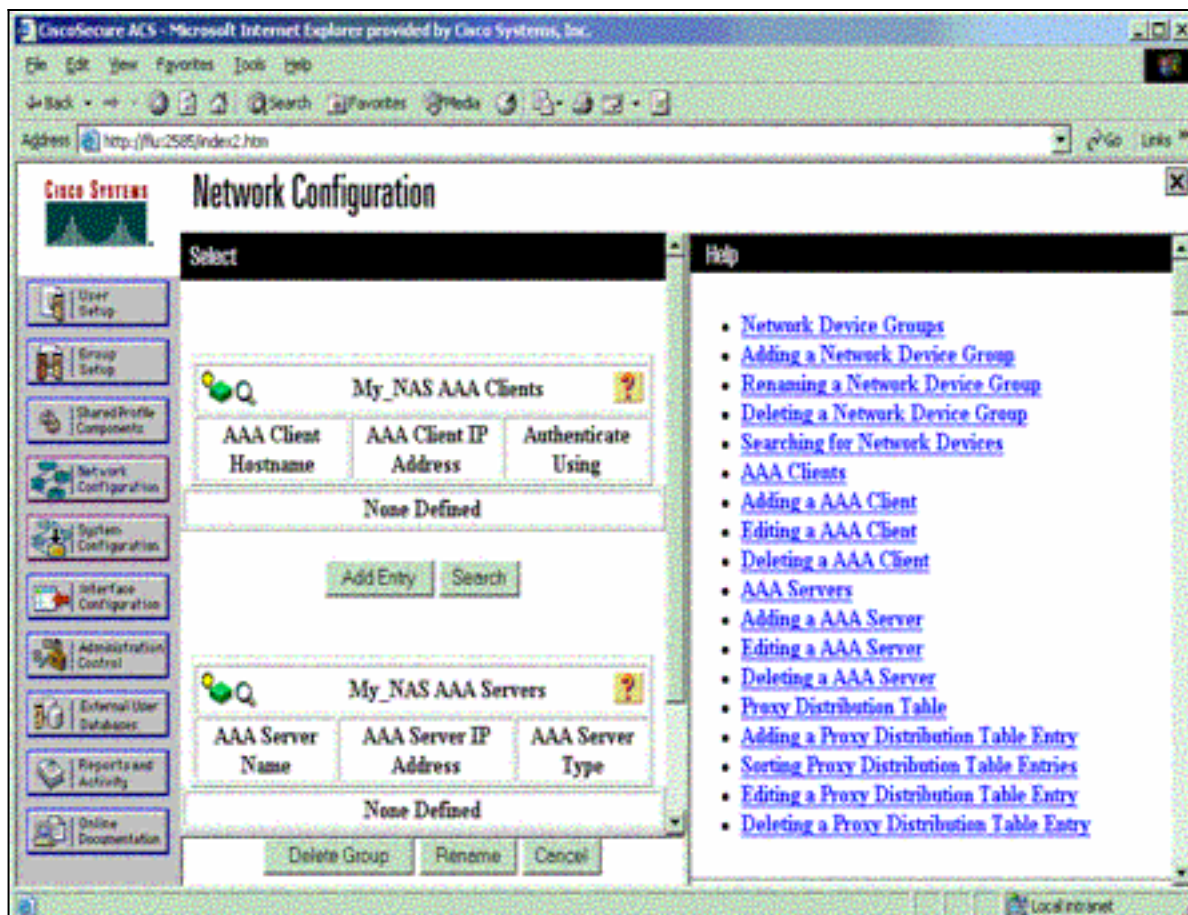 CiscoSecure ACS - Microsoft Internet Explorer provided by Cisco Systems, Inc.
File Edit View Favorites Tools Help
Back Search Favorites Media
Address http://flu:2585/index2.htm Go Links »
CISCO SYSTEMS
Network Configuration
User Setup
Group Setup
Shared Profile Components
Network Configuration
System Configuration
Interface Configuration
Administration Control
External User Databases
Reports and Activity
Online Documentation
Select
My_NAS AAA Clients
AAA Client Hostname
AAA Client IP Address
Authenticate Using
None Defined
Add Entry Search
My_NAS AAA Servers
AAA Server Name
AAA Server IP Address
AAA Server Type
None Defined
Delete Group Rename Cancel
Help
Network Device Groups
Adding a Network Device Group
Renaming a Network Device Group
Deleting a Network Device Group
Searching for Network Devices
AAA Clients
Adding a AAA Client
Editing a AAA Client
Deleting a AAA Client
AAA Servers
Adding a AAA Server
Editing a AAA Server
Deleting a AAA Server
Proxy Distribution Table
Adding a Proxy Distribution Table Entry
Sorting Proxy Distribution Table Entries
Editing a Proxy Distribution Table Entry
Deleting a Proxy Distribution Table Entry
Local intranet